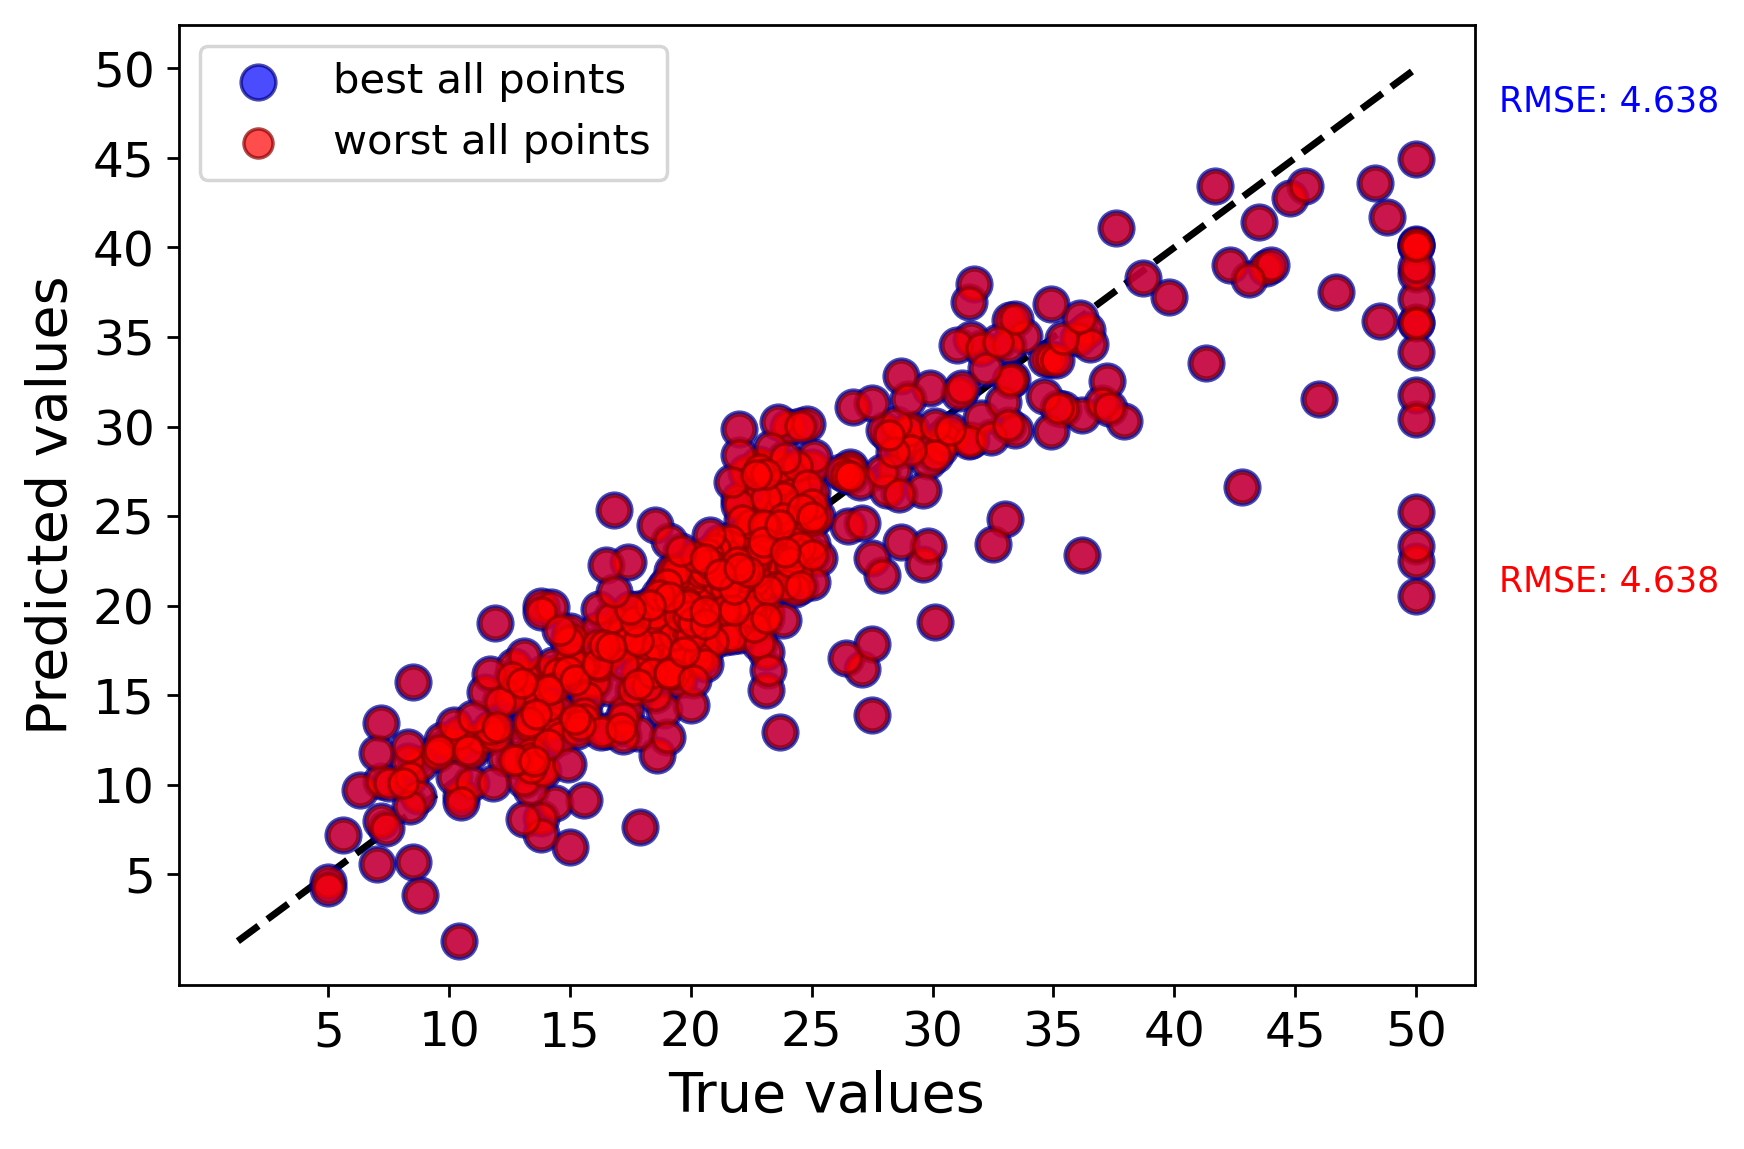 best all points
worst all points
RMSE: 4.638
RMSE: 4.638
50
45
40
35
30
25
20
15
10
5
Predicted values
5 10 15 20 25 30 35 40 45 50
True values